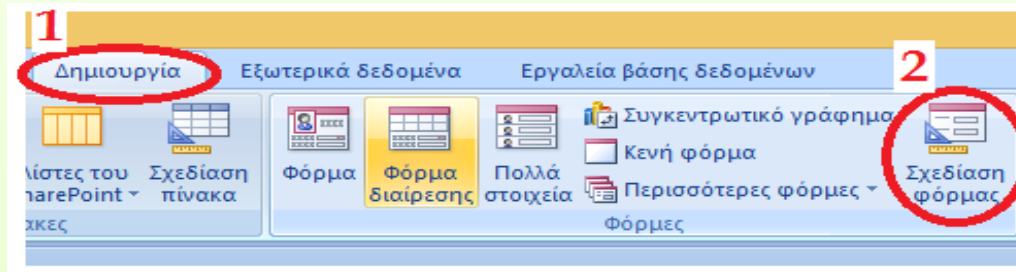 1
Δημιουργία Εξωτερικά δεδομένα Εργαλεία βάσης δεδομένων 2
Συγκεντρωτικό γράφημα
Κενή φόρμα
λίστες του Σχεδίαση Φόρμα Φόρμα Πολλά Σχεδίαση
harePoint πίνακα διαίρεσης στοιχεία Περισσότερες φόρμες φόρμας
ακες Φόρμες